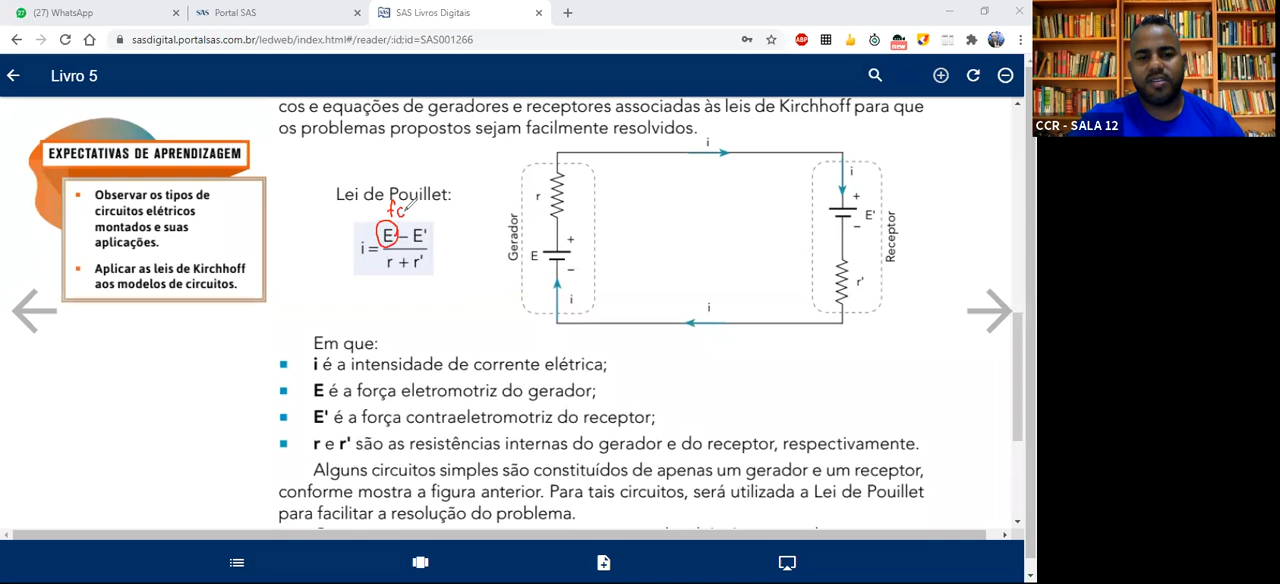 (27) WhatsApp
SAS Portal SAS
SAS Livros Digitais
sasdigital.portalsas.com.br/ledweb/index.html#/reader/:id;id=SAS001266
ABP
new
Livro 5
CCR - SALA 12
cos e equações de geradores e receptores associadas às leis de Kirchhoff para que
os problemas propostos sejam facilmente resolvidos.
EXPECTATIVAS DE APRENDIZAGEM
Observar os tipos de
circuitos elétricos
montados e suas
aplicações.
Aplicar as leis de Kirchhoff
aos modelos de circuitos.
Lei de Pouillet:
i = E - E' / r + r'
i
r
Gerador
+
E
−
i
i
i
+
E'
−
r'
Receptor
Em que:
i é a intensidade de corrente elétrica;
E é a força eletromotriz do gerador;
E' é a força contraeletromotriz do receptor;
r e r' são as resistências internas do gerador e do receptor, respectivamente.
Alguns circuitos simples são constituídos de apenas um gerador e um receptor,
conforme mostra a figura anterior. Para tais circuitos, será utilizada a Lei de Pouillet
para facilitar a resolução do problema.